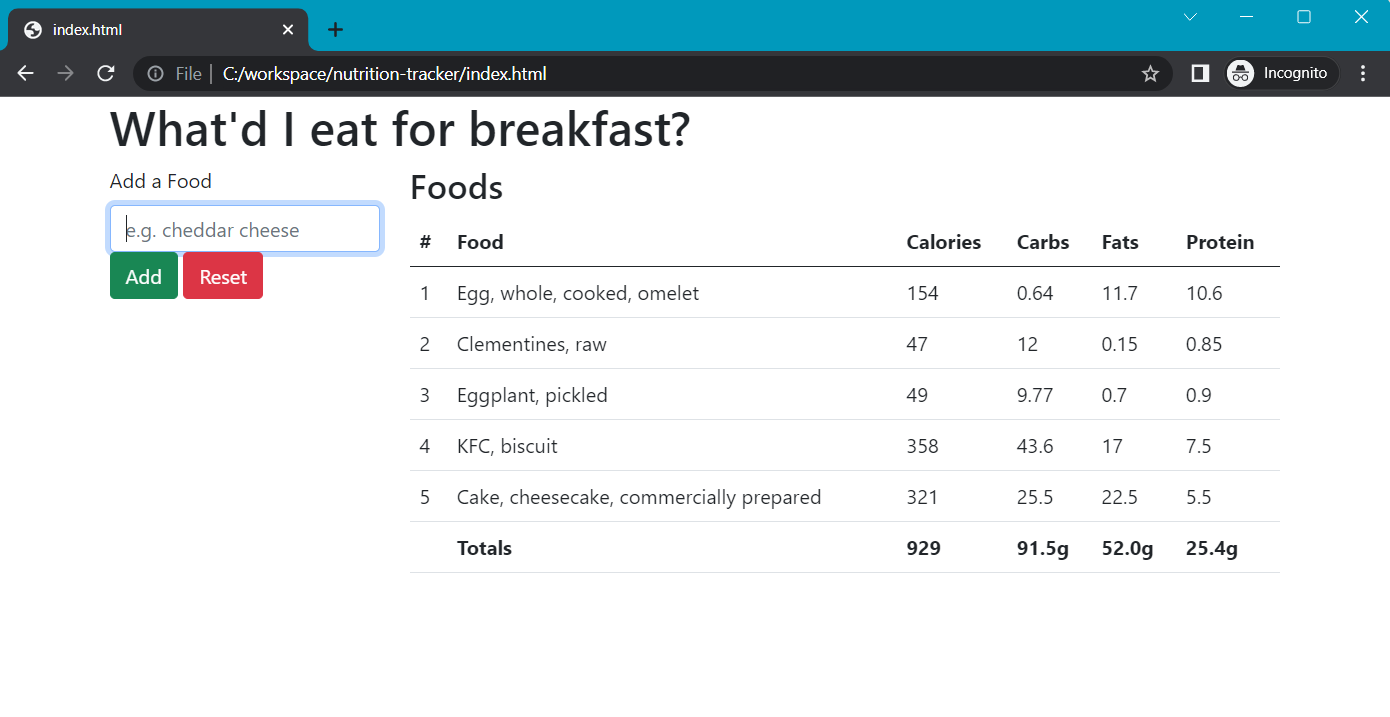 index.html
File | C:/workspace/nutrition-tracker/index.html
Incognito
What'd I eat for breakfast?
Add a Food
e.g. cheddar cheese
Add Reset
Foods
# Food Calories Carbs Fats Protein
1 Egg, whole, cooked, omelet 154 0.64 11.7 10.6
2 Clementines, raw 47 12 0.15 0.85
3 Eggplant, pickled 49 9.77 0.7 0.9
4 KFC, biscuit 358 43.6 17 7.5
5 Cake, cheesecake, commercially prepared 321 25.5 22.5 5.5
Totals 929 91.5g 52.0g 25.4g